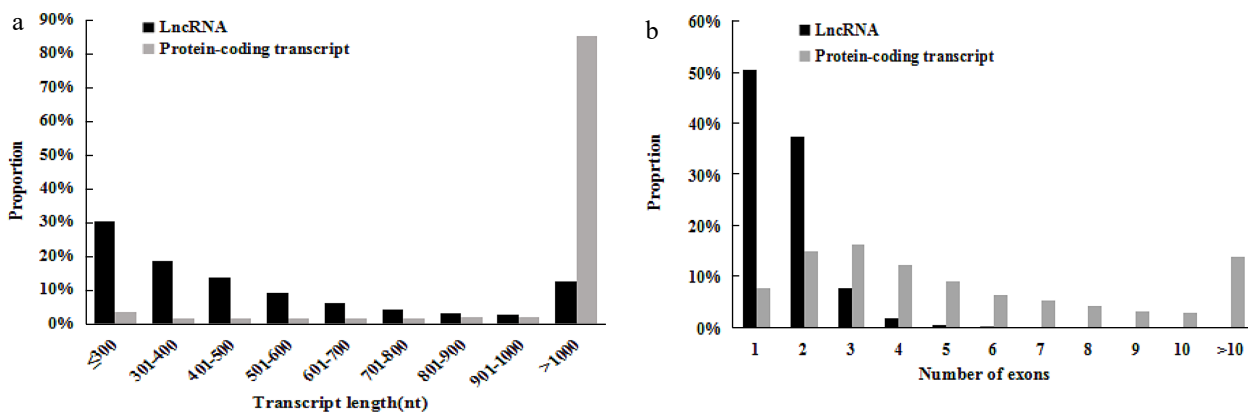 a
90%
80%
70%
60%
50%
40%
30%
20%
10%
0%
Proportion
LncRNA
Protein-coding transcript
≤300
301-400
401-500
501-600
601-700
701-800
801-900
901-1000
>1000
Transcript length(nt)
b
60%
50%
40%
30%
20%
10%
0%
Proprtion
LncRNA
Protein-coding transcript
1 2 3 4 5 6 7 8 9 10 >10
Number of exons